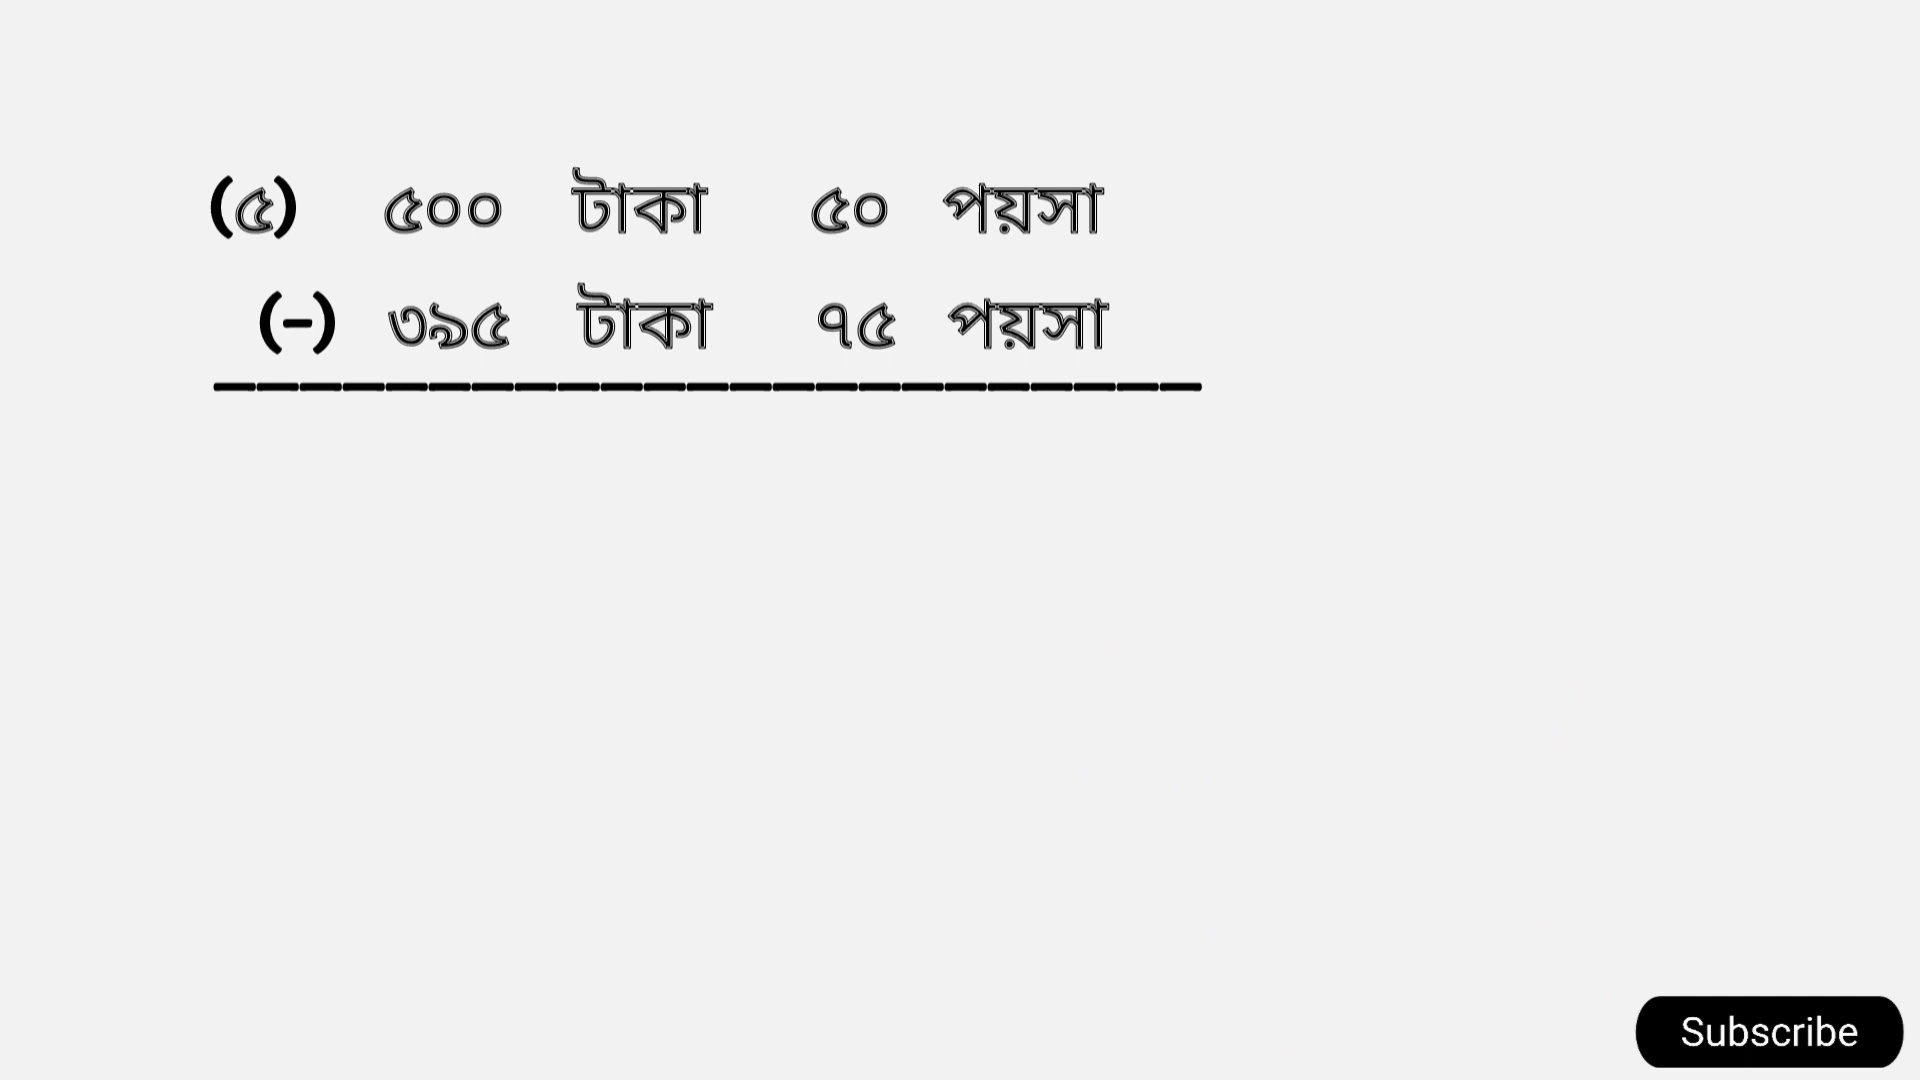 (৫) ৫০০ টাকা ৫০ পয়সা
(-) ৩৯৫ টাকা ৭৫ পয়সা
Subscribe